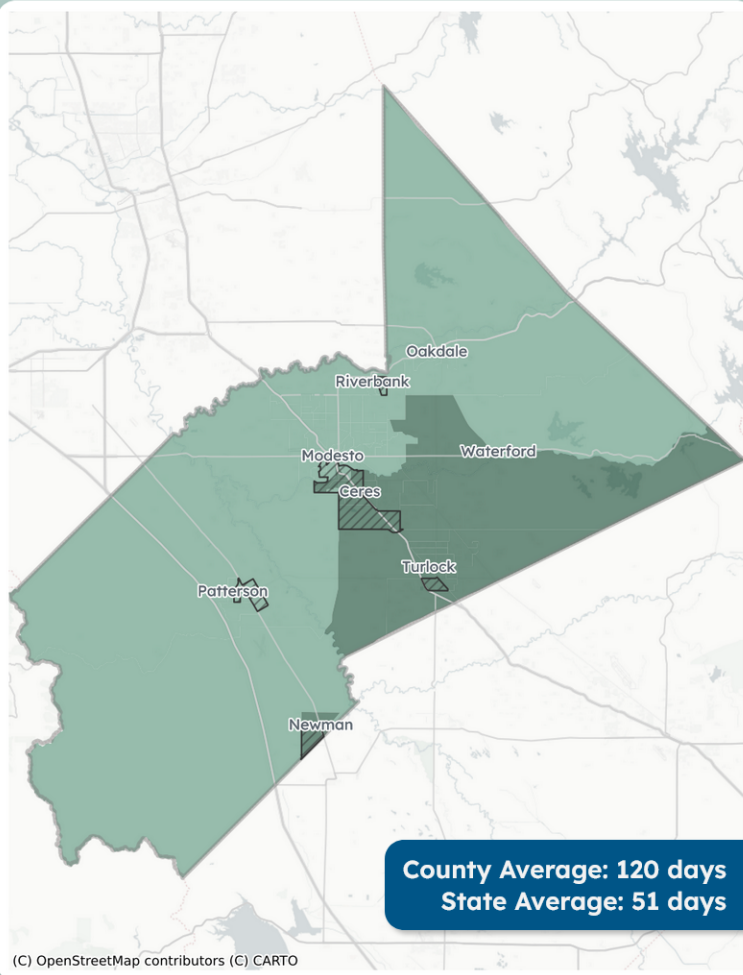 Oakdale
Riverbank
Waterford
Modesto
Ceres
Turlock
Patterson
Newman
County Average: 120 days
State Average: 51 days
(C) OpenStreetMap contributors (C) CARTO